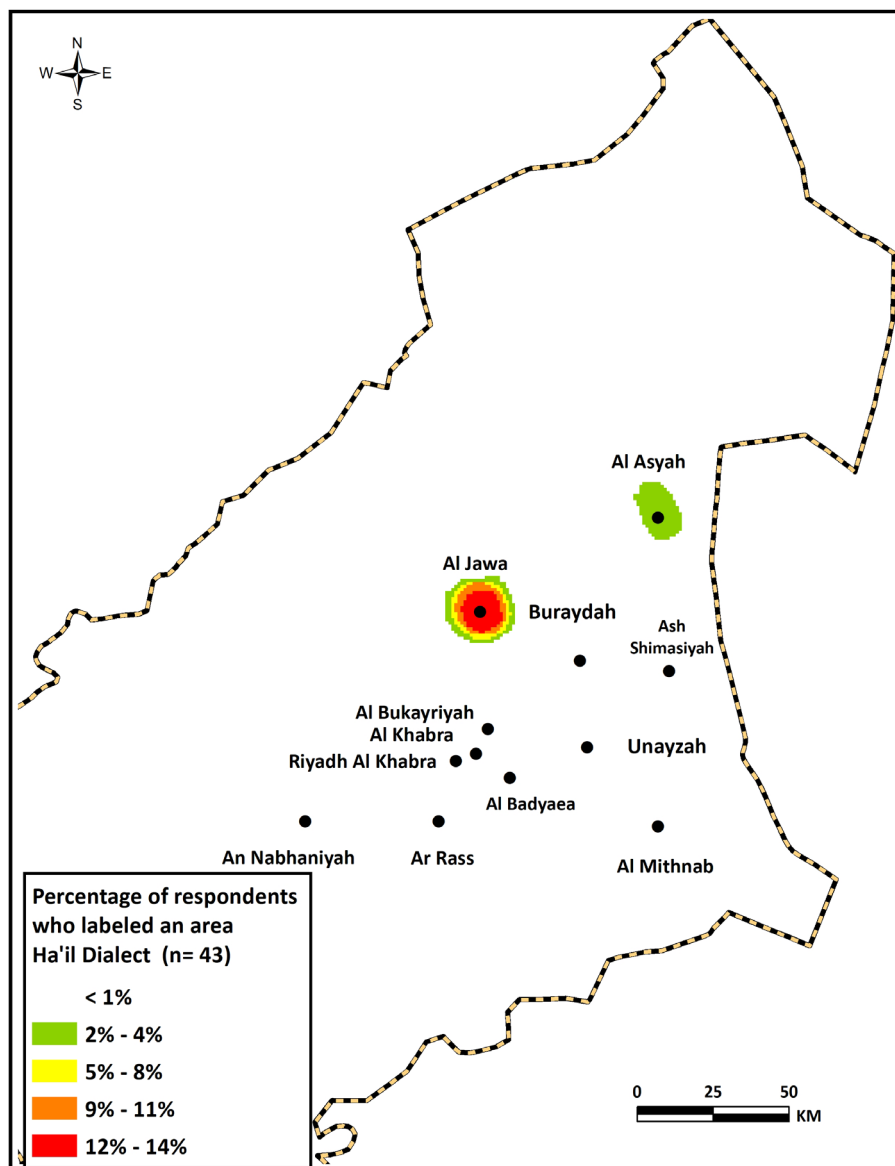 N
W E
S
Al Asyah
Al Jawa
Buraydah
Ash
Shimasiyah
Al Bukayriyah
Al Khabra
Riyadh Al Khabra
Unayzah
Al Badyaea
An Nabhaniyah
Ar Rass
Al Mithnab
Percentage of respondents
who labeled an area
Ha'il Dialect (n= 43)
< 1%
2% - 4%
5% - 8%
9% - 11%
12% - 14%
0 25 50
KM